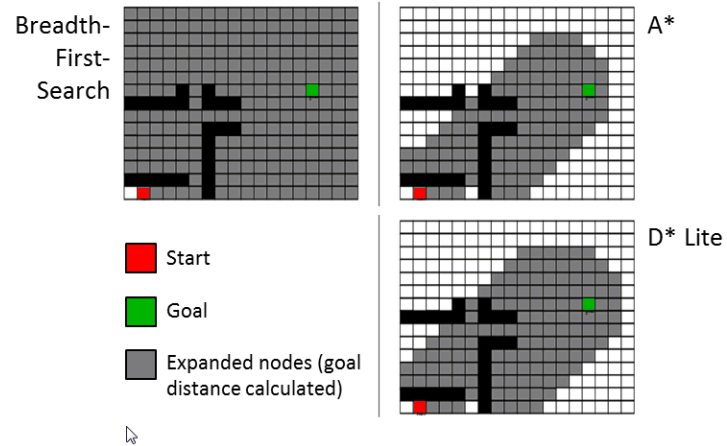 Breadth-
First-
Search
A*
D* Lite
Start
Goal
Expanded nodes (goal
distance calculated)